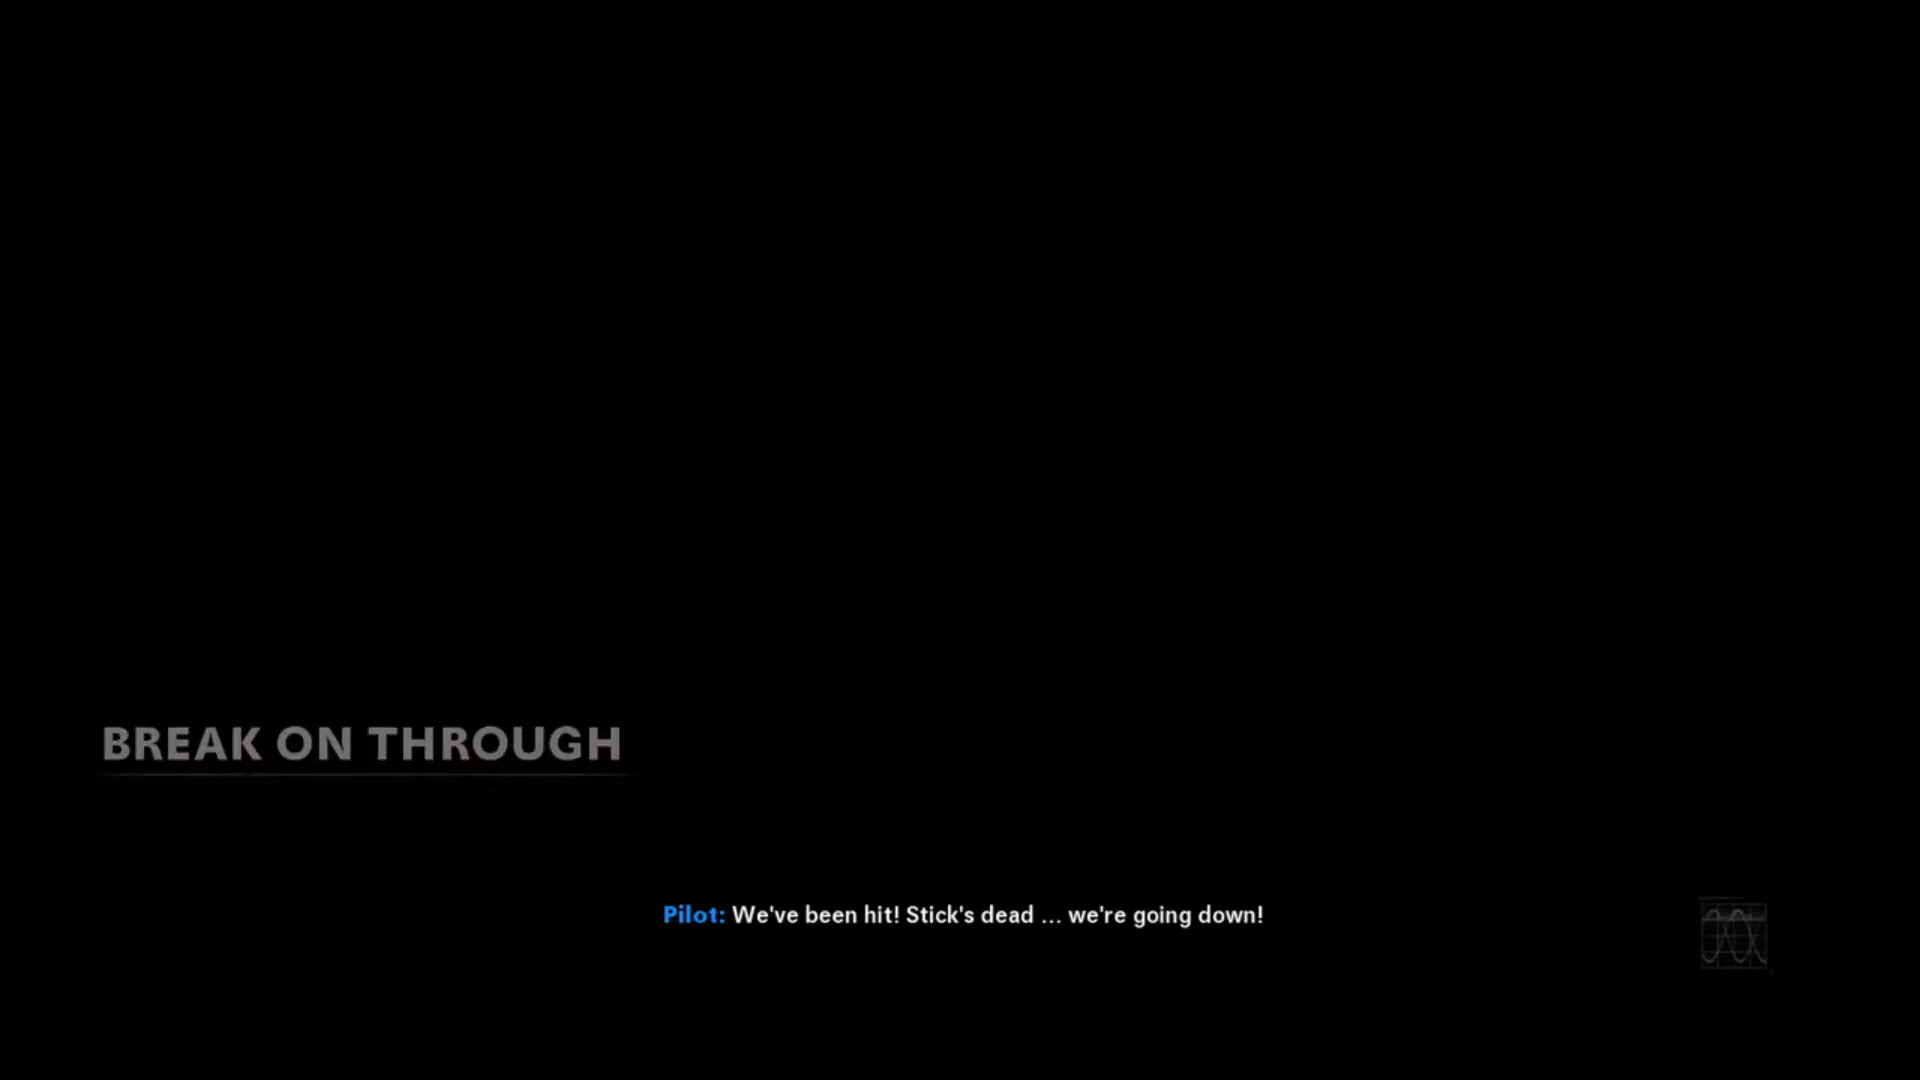 BREAK ON THROUGH
Pilot: We've been hit! Stick's dead ... we're going down!